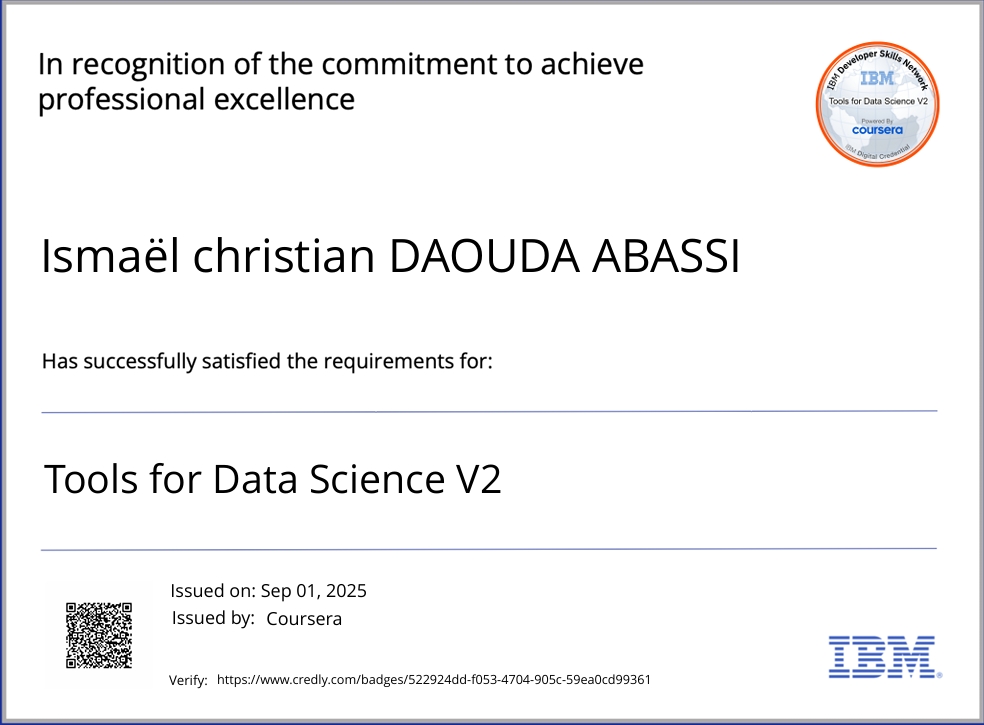 In recognition of the commitment to achieve
professional excellence
IBM Developer Skills Network
IBM
Tools for Data Science V2
Powered By
coursera
IBM Digital Credential
Ismaël christian DAOUDA ABASSI
Has successfully satisfied the requirements for:
Tools for Data Science V2
Issued on: Sep 01, 2025
Issued by: Coursera
IBM®
Verify: https://www.credly.com/badges/522924dd-f053-4704-905c-59ea0cd99361